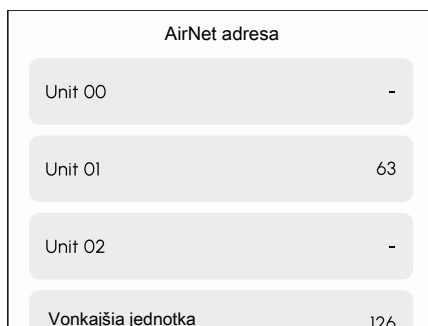 AirNet adresa
Unit 00 -
Unit 01 63
Unit 02 -
Vonkajšia jednotka 126